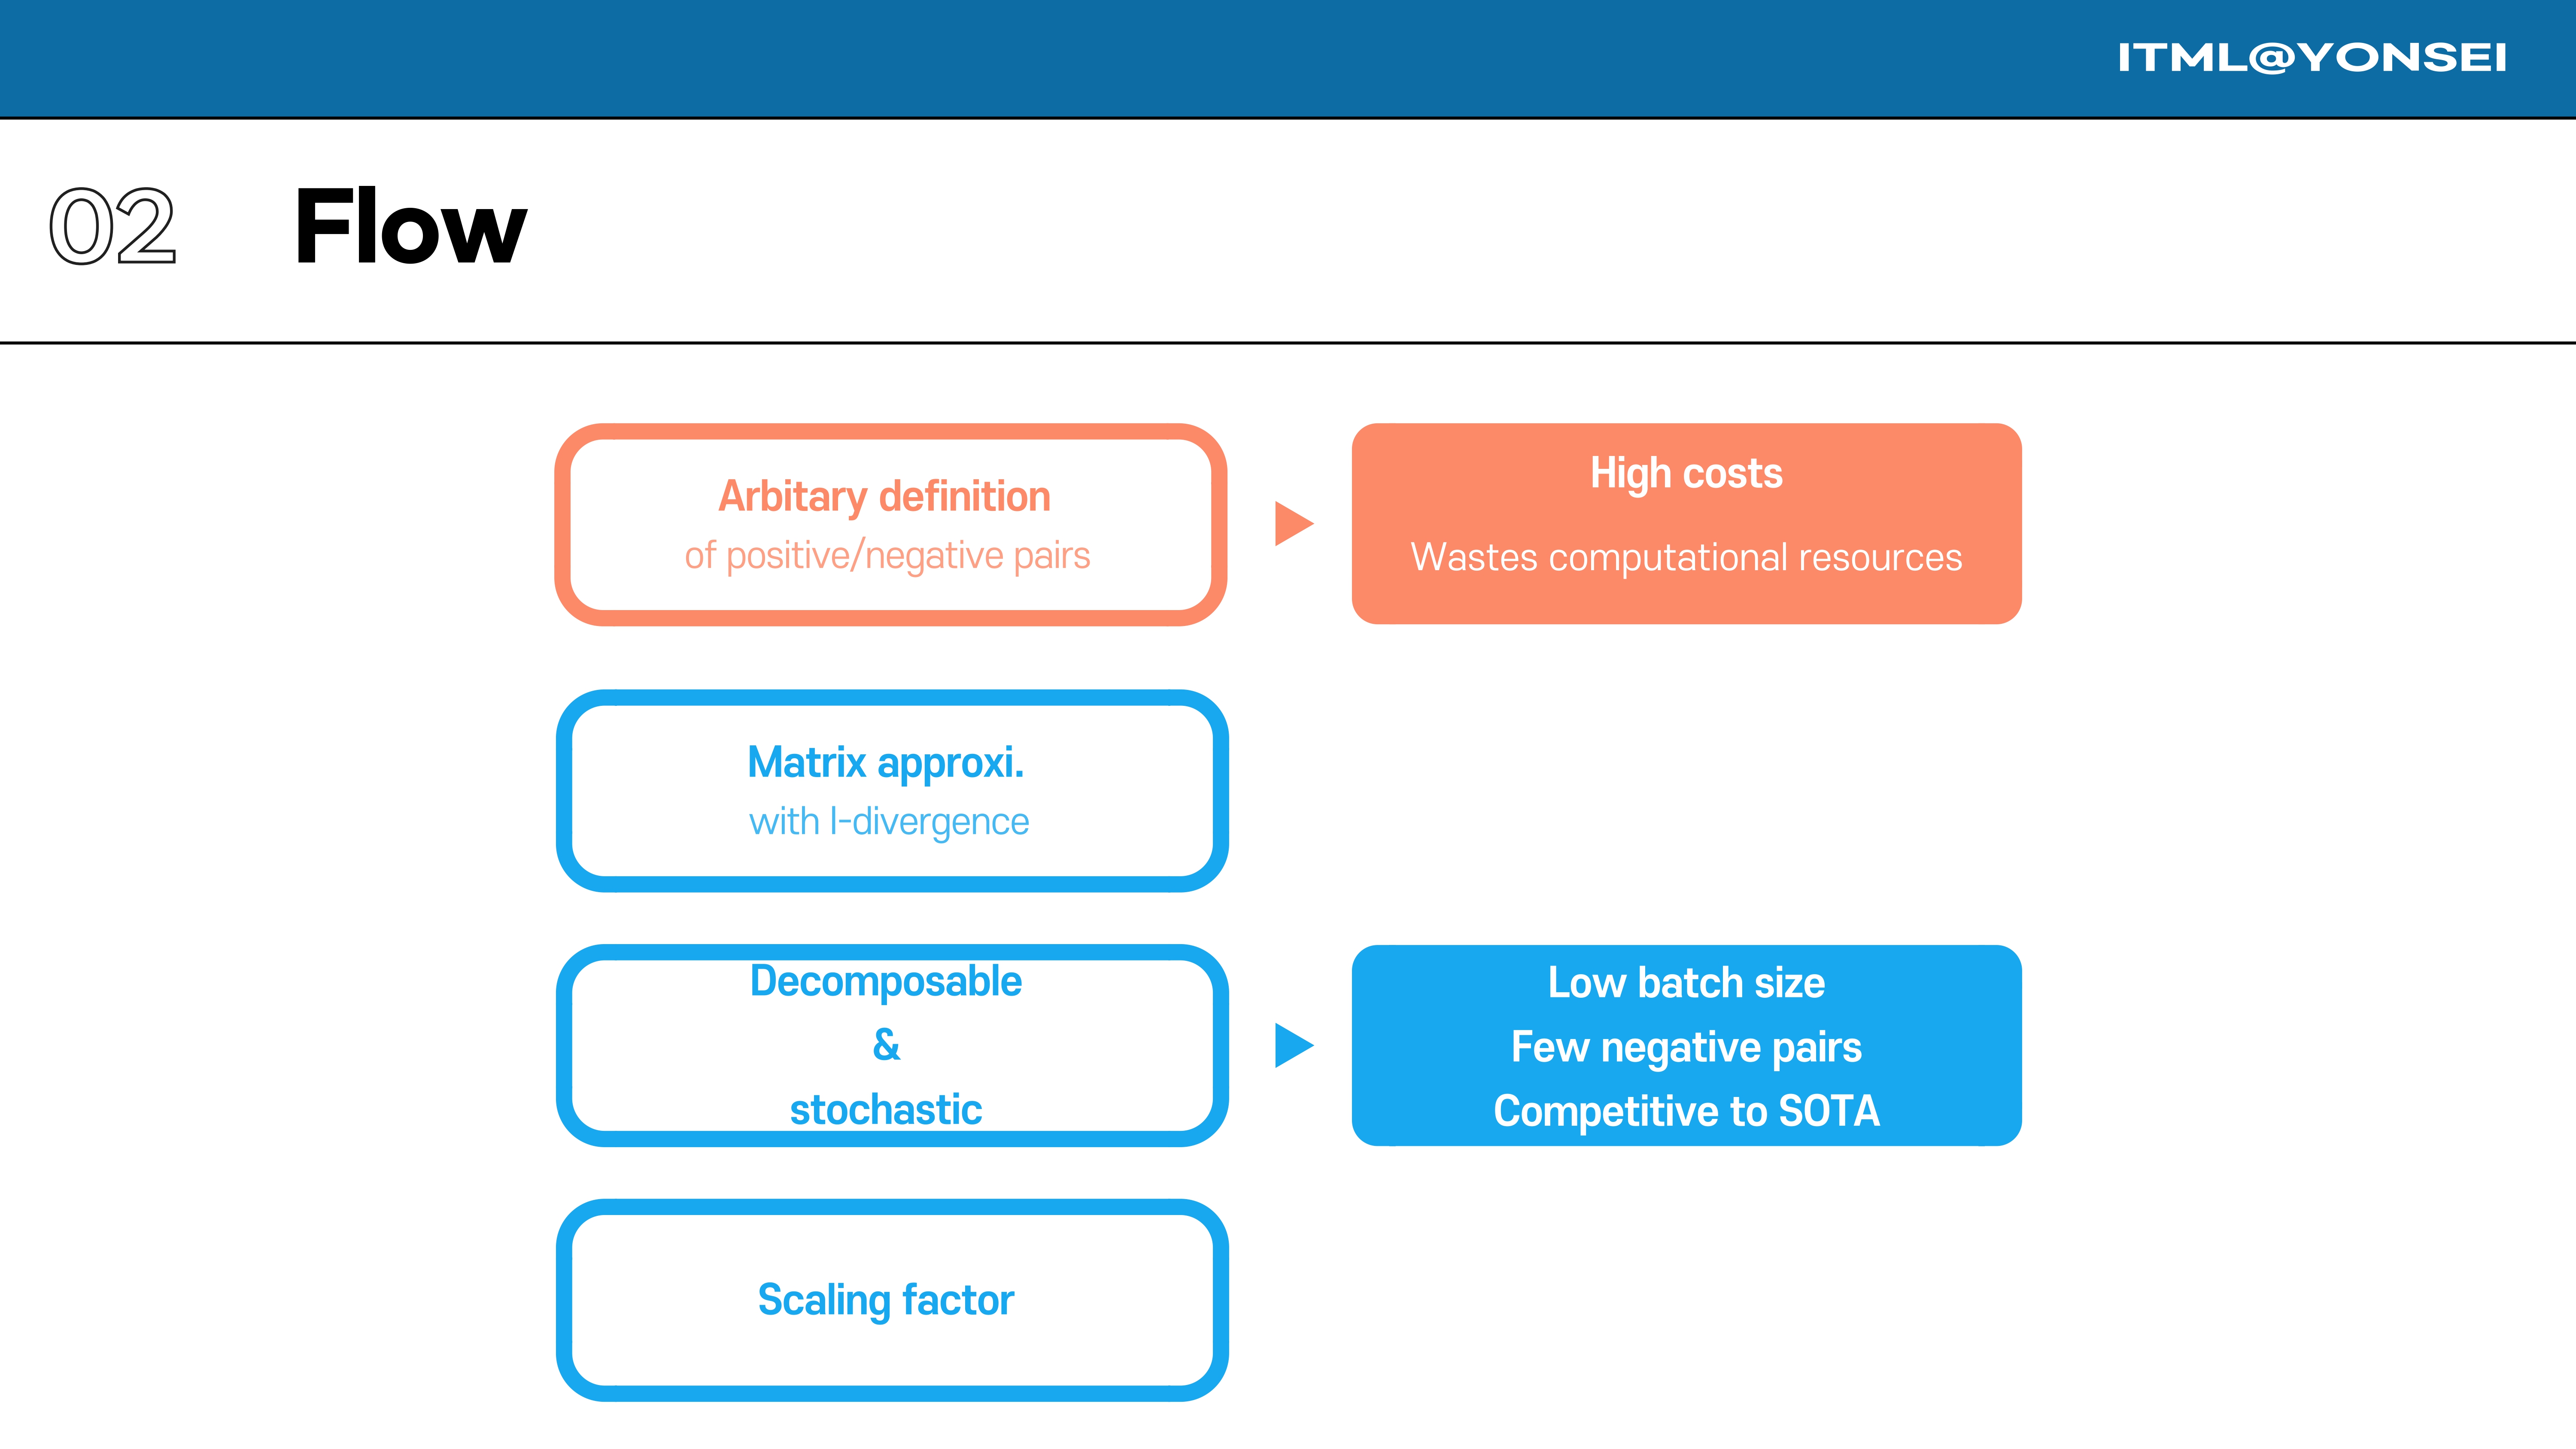 ITML@YONSEI
02
Flow
Arbitary definition
of positive/negative pairs
High costs
Wastes computational resources
Matrix approxi.
with I-divergence
Decomposable
&
stochastic
Low batch size
Few negative pairs
Competitive to SOTA
Scaling factor